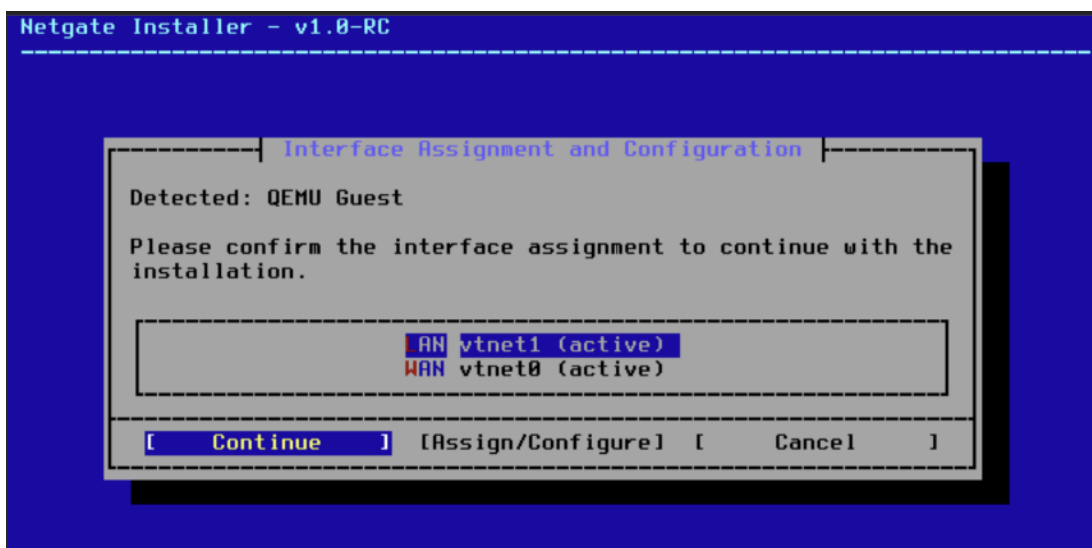 Netgate Installer - v1.0-RC
Interface Assignment and Configuration
Detected: QEMU Guest
Please confirm the interface assignment to continue with the
installation.
LAN vtnet1 (active)
WAN vtnet0 (active)
[ Continue ] [Assign/Configure] [ Cancel ]